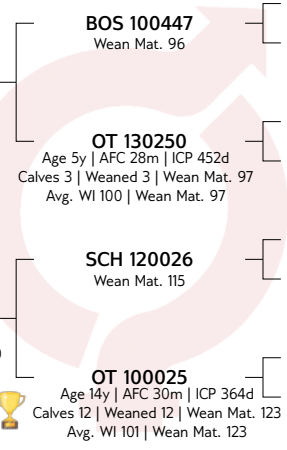 BOS 100447
Wean Mat. 96
OT 130250
Age 5y | AFC 28m | ICP 452d
Calves 3 | Weaned 3 | Wean Mat. 97
Avg. WI 100 | Wean Mat. 97
SCH 120026
Wean Mat. 115
)
OT 100025
Age 14y | AFC 30m | ICP 364d
Calves 12 | Weaned 12 | Wean Mat. 123
Avg. WI 101 | Wean Mat. 123